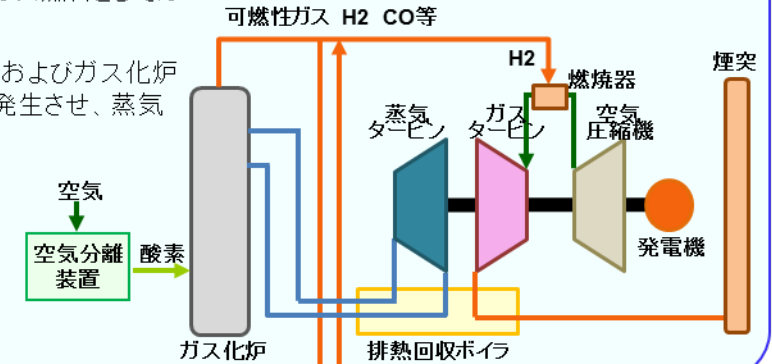 可燃性ガス H2 CO等
およびガス化炉
発生させ、蒸気
H2
燃焼器
煙突
蒸気
タービン
ガス
タービン
空気
圧縮機
空気
空気分離
装置
酸素
発電機
ガス化炉
排熱回収ボイラ